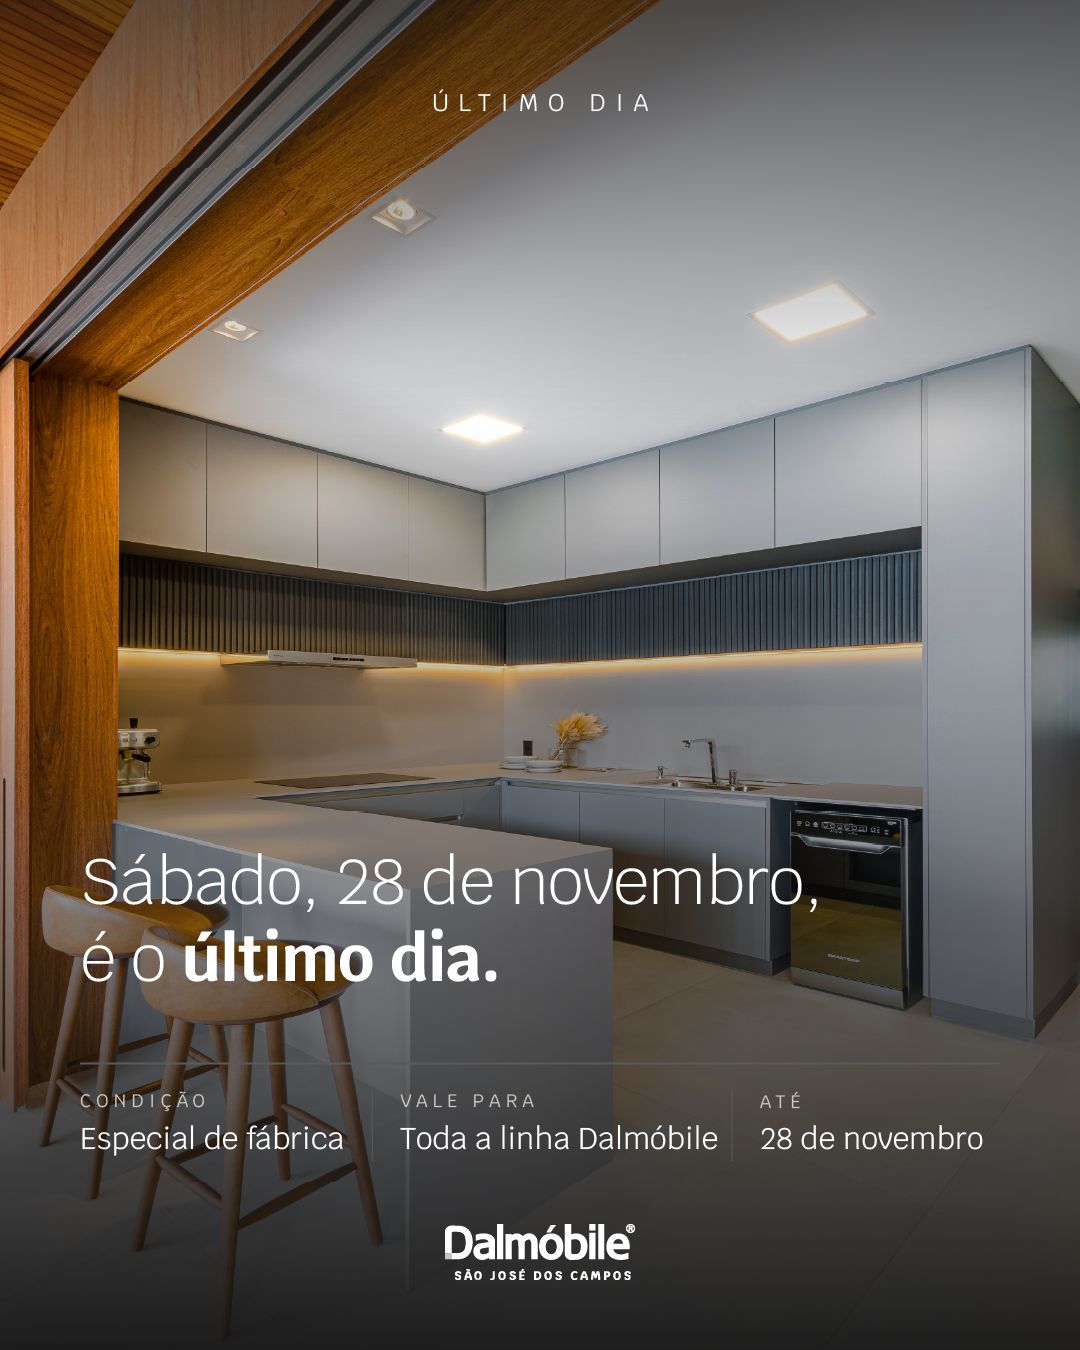 ÚLTIMO DIA
Sábado, 28 de novembro,
é o último dia.
CONDIÇÃO
Especial de fábrica
VALE PARA
Toda a linha Dalmóbile
ATÉ
28 de novembro
Dalmóbile®
SÃO JOSÉ DOS CAMPOS